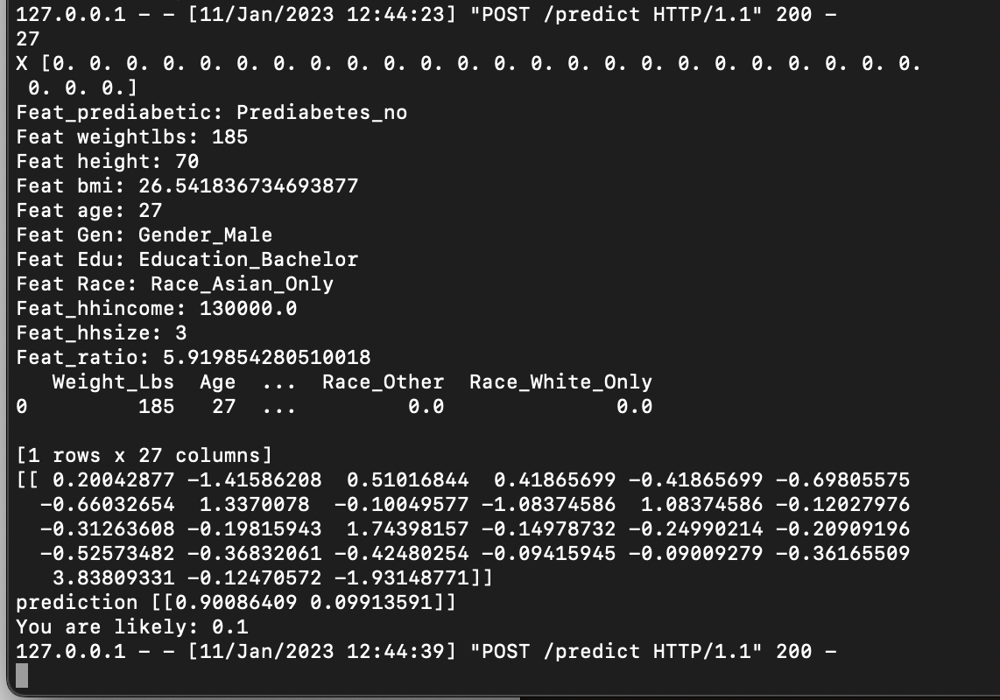 127.0.0.1 - - [11/Jan/2023 12:44:23] "POST /predict HTTP/1.1" 200 -
27
X [0. 0. 0. 0. 0. 0. 0. 0. 0. 0. 0. 0. 0. 0. 0. 0. 0. 0. 0. 0. 0. 0. 0. 0.
 0. 0. 0.]
Feat_prediabetic: Prediabetes_no
Feat weightlbs: 185
Feat height: 70
Feat bmi: 26.541836734693877
Feat age: 27
Feat Gen: Gender_Male
Feat Edu: Education_Bachelor
Feat Race: Race_Asian_Only
Feat_hhincome: 130000.0
Feat_hhsize: 3
Feat_ratio: 5.919854280510018
   Weight_Lbs  Age  ...  Race_Other  Race_White_Only
0         185   27  ...         0.0              0.0
[1 rows x 27 columns]
[[ 0.20042877 -1.41586208  0.51016844  0.41865699 -0.41865699 -0.69805575
  -0.66032654  1.3370078  -0.10049577 -1.08374586  1.08374586 -0.12027976
  -0.31263608 -0.19815943  1.74398157 -0.14978732 -0.24990214 -0.20909196
  -0.52573482 -0.36832061 -0.42480254 -0.09415945 -0.09009279 -0.36165509
   3.83809331 -0.12470572 -1.93148771]]
prediction [[0.90086409 0.09913591]]
You are likely: 0.1
127.0.0.1 - - [11/Jan/2023 12:44:39] "POST /predict HTTP/1.1" 200 -